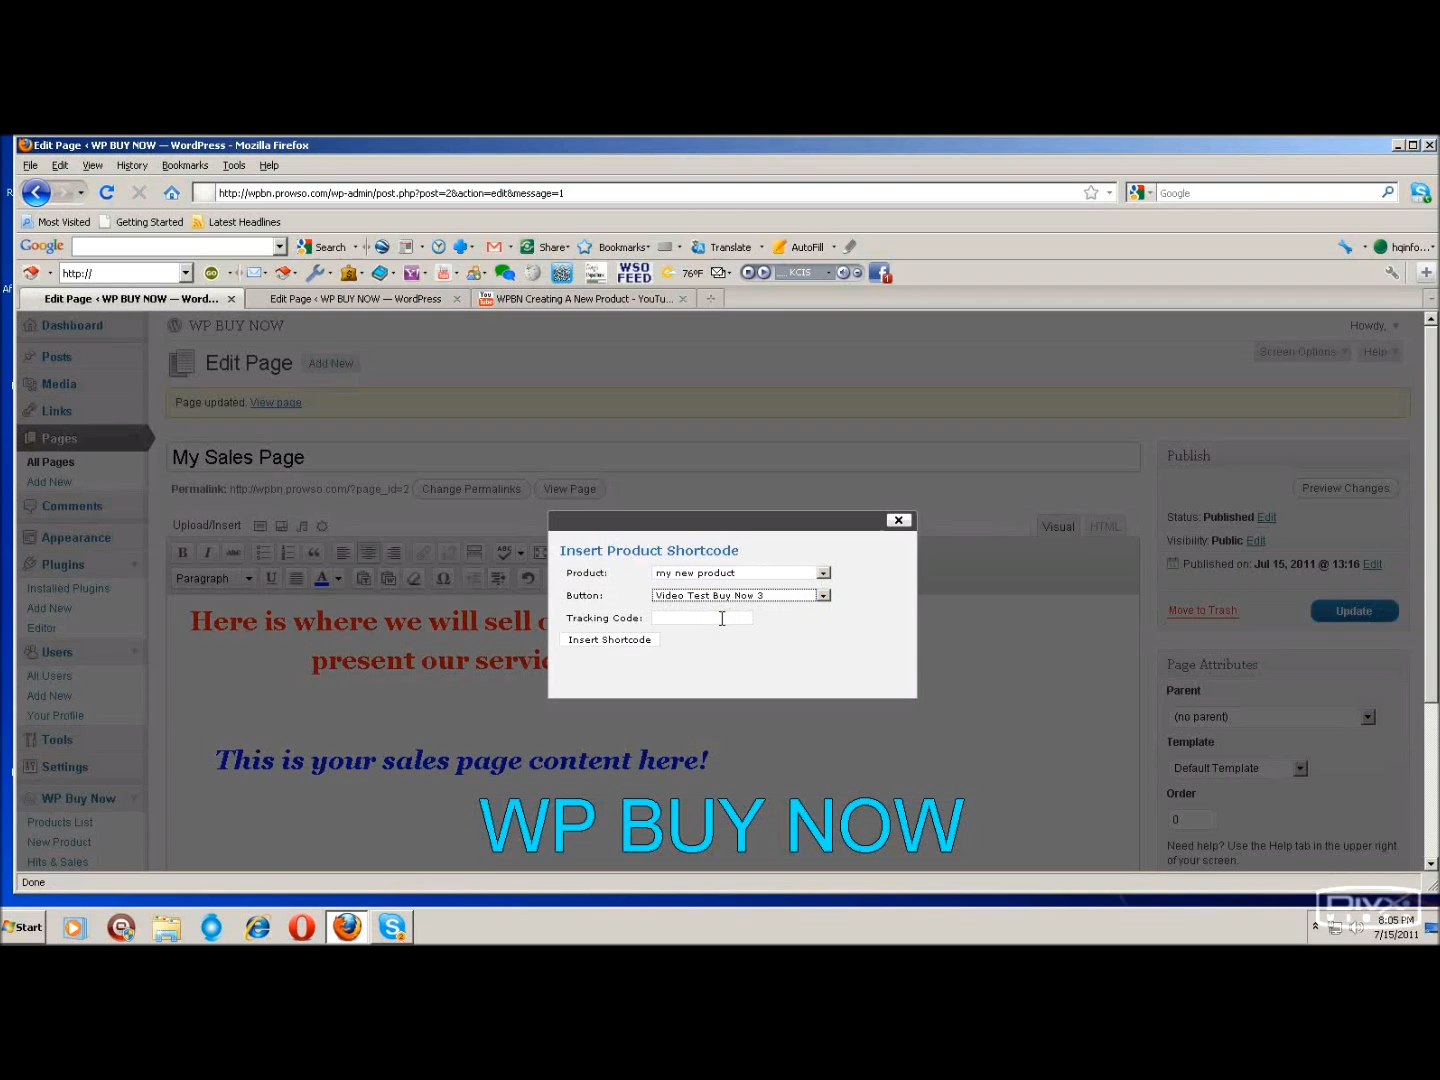 Edit Page ‹ WP BUY NOW — WordPress - Mozilla Firefox
File Edit View History Bookmarks Tools Help
http://wpbn.prowso.com/wp-admin/post.php?post=2&action=edit&message=1
Google
Most Visited Getting Started Latest Headlines
Google Search Share Bookmarks Translate AutoFill hqinfo...
http:// GO WSO FEED 76°F KCIS
Edit Page ‹ WP BUY NOW — Word... Edit Page ‹ WP BUY NOW — WordPress WPBN Creating A New Product - YouTu...
Dashboard
WP BUY NOW
Howdy,
Posts
Edit Page Add New
Screen Options Help
Media
Page updated. View page
Links
Pages
My Sales Page
Publish
All Pages
Add New
Permalink: http://wpbn.prowso.com/?page_id=2 Change Permalinks View Page
Preview Changes
Comments
Status: Published Edit
Upload/Insert
Visual HTML
Appearance
Visibility: Public Edit
Plugins
Published on: Jul 15, 2011 @ 13:16 Edit
Installed Plugins
Paragraph
Add New
Move to Trash Update
Editor
Insert Product Shortcode
Product: my new product
Button: Video Test Buy Now 3
Tracking Code:
Insert Shortcode
Here is where we will sell
present our servi
Users
All Users
Add New
Your Profile
Page Attributes
Parent
(no parent)
Tools
Template
This is your sales page content here!
Settings
Default Template
Order
WP Buy Now
0
Products List
WP BUY NOW
New Product
Need help? Use the Help tab in the upper right
of your screen.
Hits & Sales
Done
DIVX
Start
8:05 PM
7/15/2011